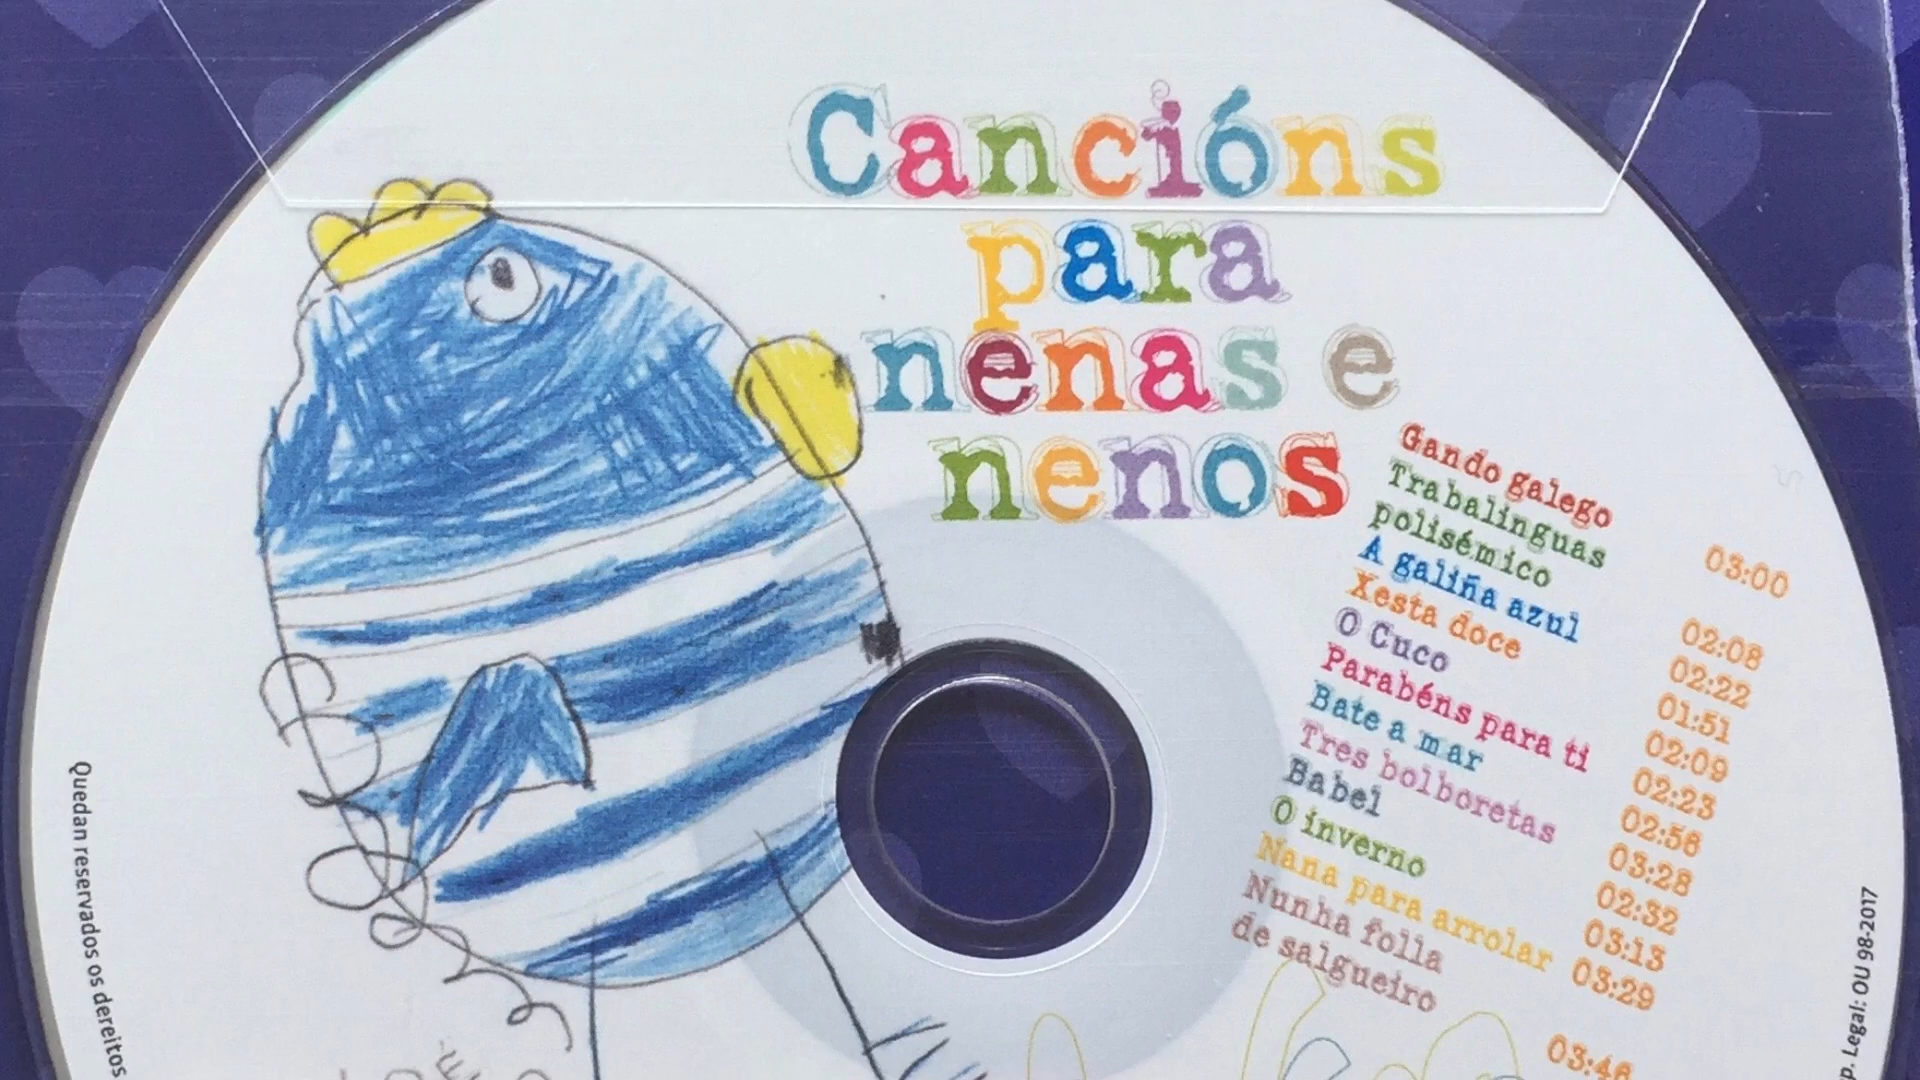 Cancións
para
nenas e
nenos
Gando galego 03:00
Trabalinguas
polisémico 02:08
A galiña azul 02:22
Xesta doce 01:51
O Cuco 02:09
Parabéns para ti 02:23
Bate a mar 02:58
Tres bolboretas 03:28
Babel 02:32
O inverno 03:13
Nana para arrolar 03:29
Nunha folla
de salgueiro 03:46
Quedan reservados os dereitos
Legal: OU 98-2017